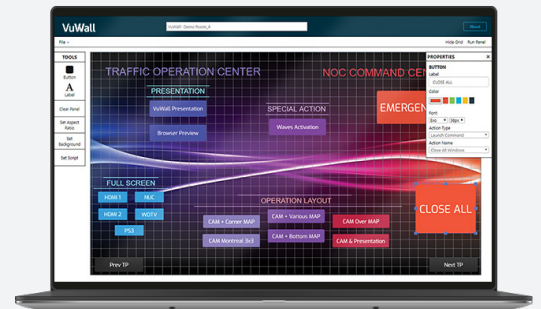 VuWall
VuWall Demo Room_A
About
File
Hide Grid Run Panel
TOOLS
Button
A
Label
Clear Panel
Set Aspect
Ratio
Set
Background
Set Script
TRAFFIC OPERATION CENTER
NOC COMMAND CE
PRESENTATION
VuWall Presentation
Browser Preview
SPECIAL ACTION
Waves Activation
EMERGEN
PROPERTIES
BUTTON
Label
CLOSE ALL
Color
Font
Exo 38px
Action Type
Launch Command
Action Name
Close All Windows
FULL SCREEN
HDMI 1 NUC
HDMI 2 WDTV
PS3
OPERATION LAYOUT
CAM + Corner MAP CAM + Various MAP CAM Over MAP
CAM Montreal 3x3 CAM + Bottom MAP CAM & Presentation
CLOSE ALL
Prev TP
Next TP